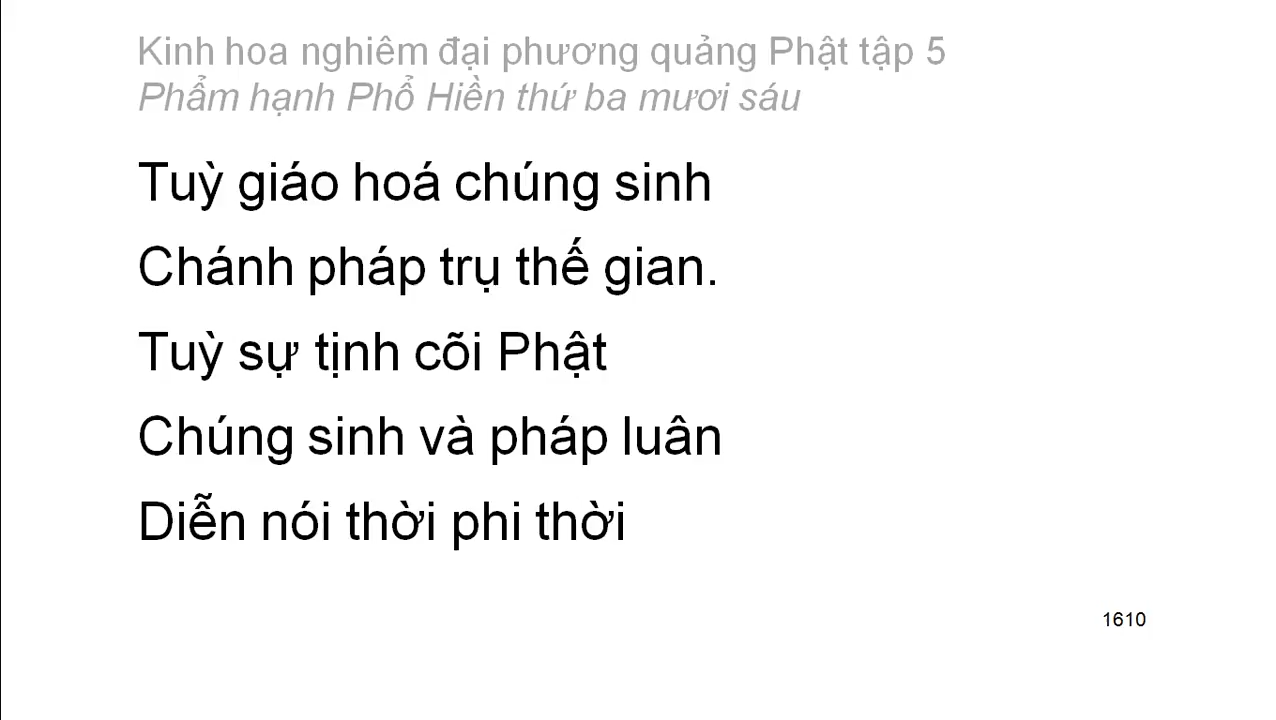 Kinh hoa nghiêm đại phương quảng Phật tập 5
Phẩm hạnh Phổ Hiền thứ ba mươi sáu
Tuỳ giáo hoá chúng sinh
Chánh pháp trụ thế gian.
Tuỳ sự tịnh cõi Phật
Chúng sinh và pháp luân
Diễn nói thời phi thời
1610